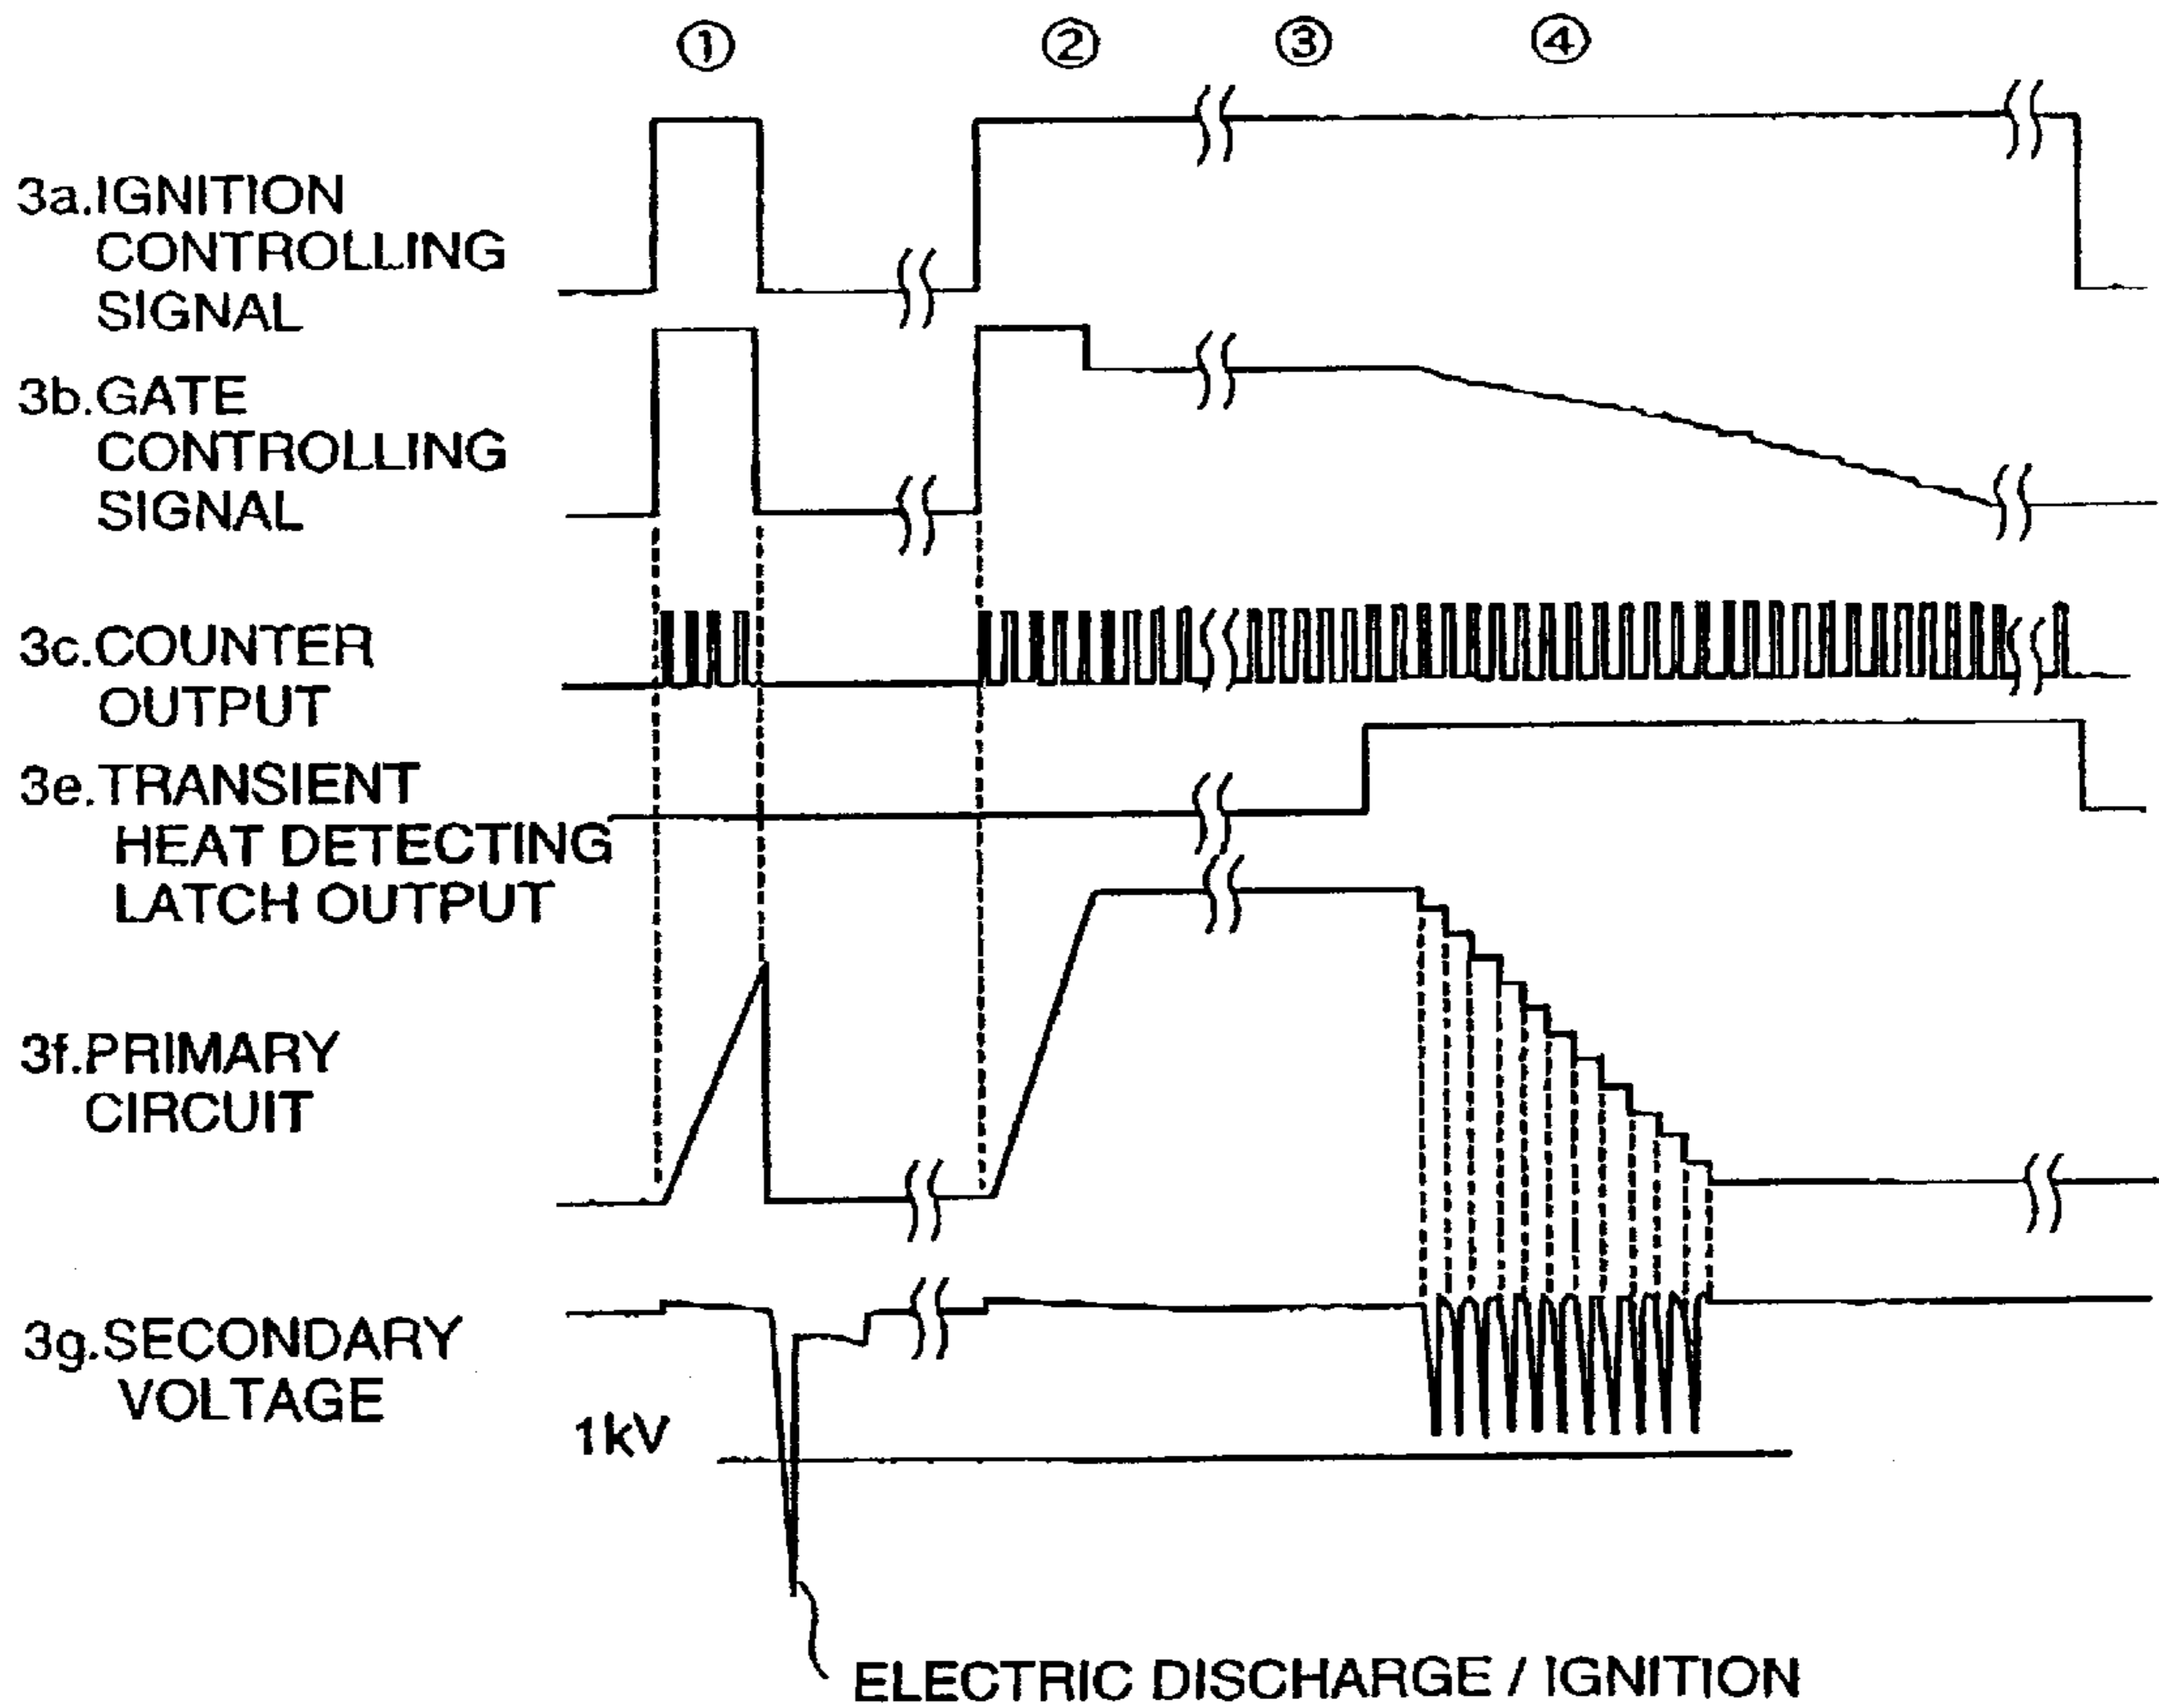 ① ② ③ ④
3a.IGNITION
CONTROLLING
SIGNAL
3b.GATE
CONTROLLING
SIGNAL
3c.COUNTER
OUTPUT
3e.TRANSIENT
HEAT DETECTING
LATCH OUTPUT
3f.PRIMARY
CIRCUIT
3g.SECONDARY
VOLTAGE
1kV
ELECTRIC DISCHARGE / IGNITION